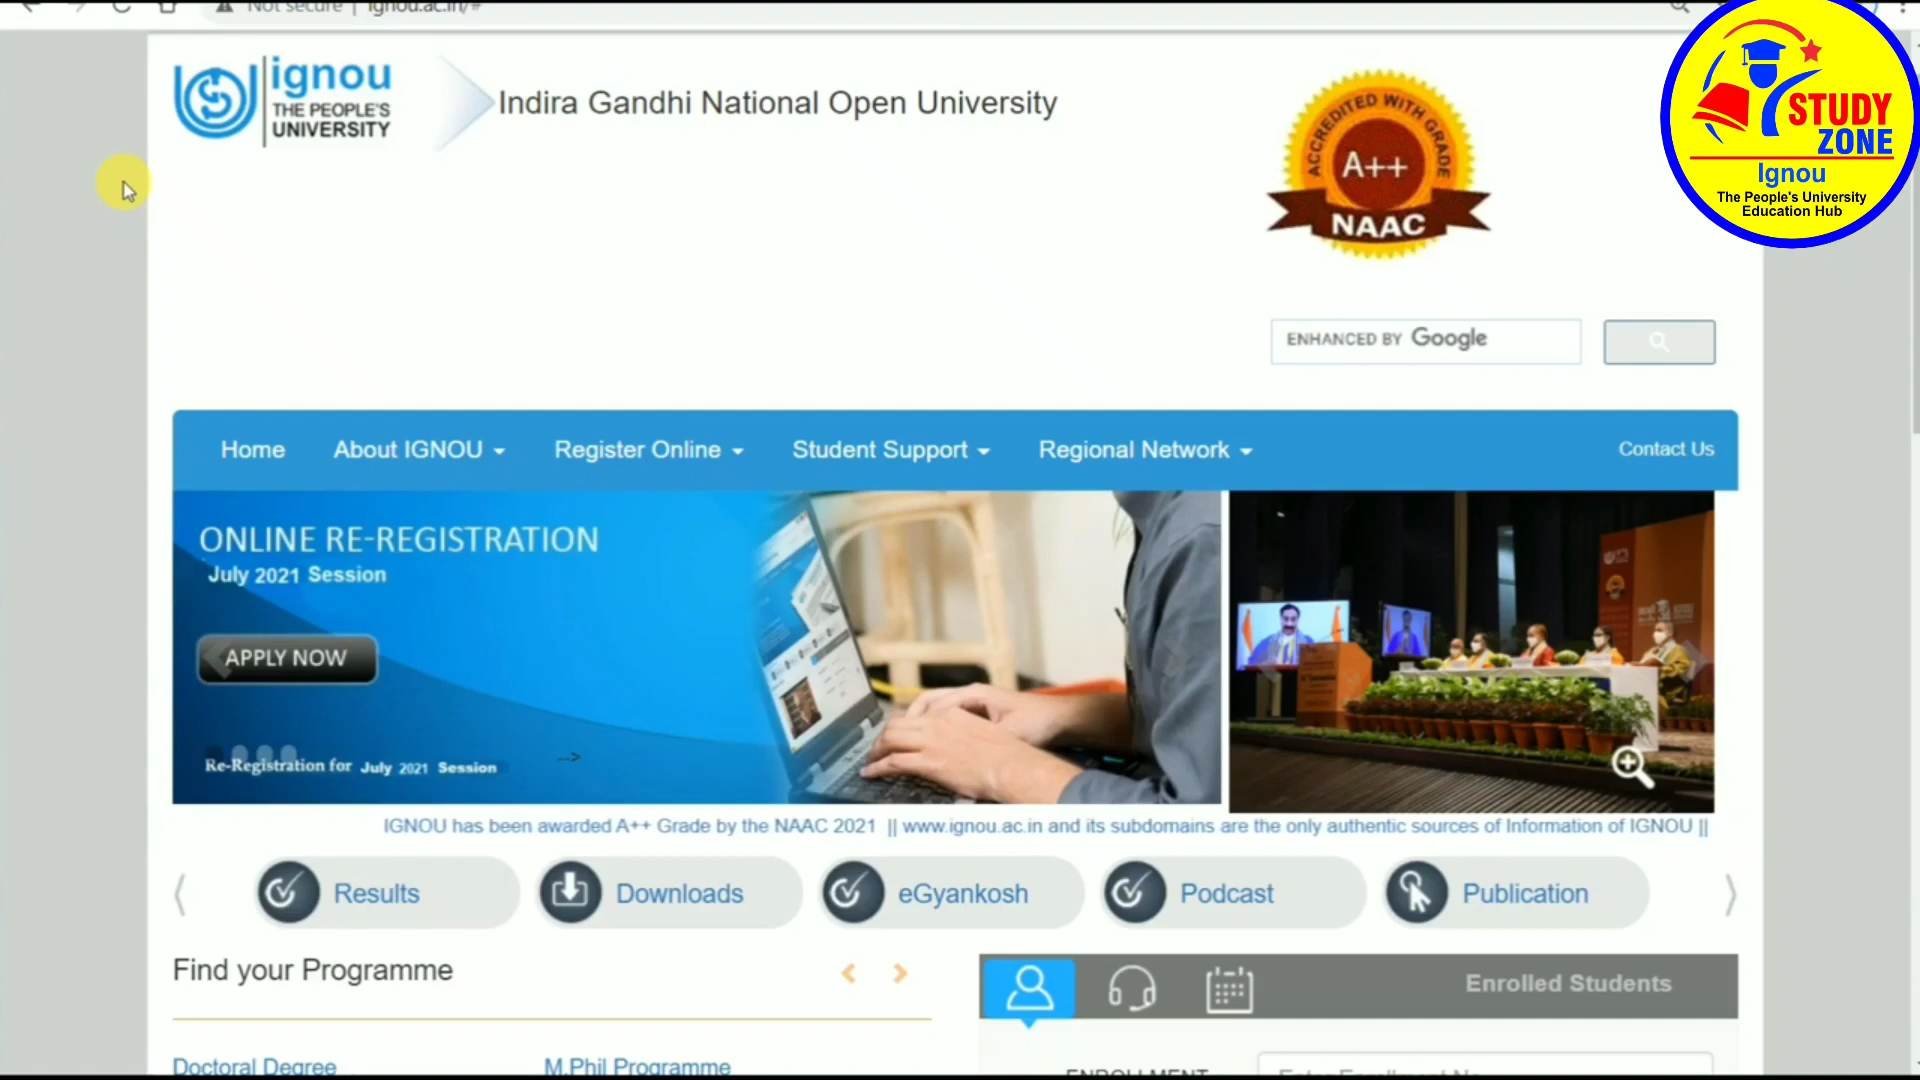 Not secure | ignou.ac.in/#
ignou
THE PEOPLE'S
UNIVERSITY
Indira Gandhi National Open University
ACCREDITED WITH GRADE
A++
NAAC
STUDY
ZONE
Ignou
The People's University
Education Hub
ENHANCED BY Google
Home
About IGNOU
Register Online
Student Support
Regional Network
Contact Us
ONLINE RE-REGISTRATION
July 2021 Session
APPLY NOW
Re-Registration for July 2021 Session
-->
IGNOU has been awarded A++ Grade by the NAAC 2021 || www.ignou.ac.in and its subdomains are the only authentic sources of Information of IGNOU ||
Results
Downloads
eGyankosh
Podcast
Publication
Find your Programme
Enrolled Students
Doctoral Degree
M.Phil Programme
ENROLLMENT
Enter Enrollment No